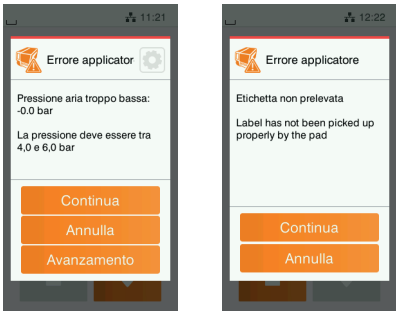 11:21
Errore applicator
Pressione aria troppo bassa:
-0.0 bar
La pressione deve essere tra
4,0 e 6,0 bar
Continua
Annulla
Avanzamento
12:22
Errore applicatore
Etichetta non prelevata
Label has not been picked up
properly by the pad
Continua
Annulla